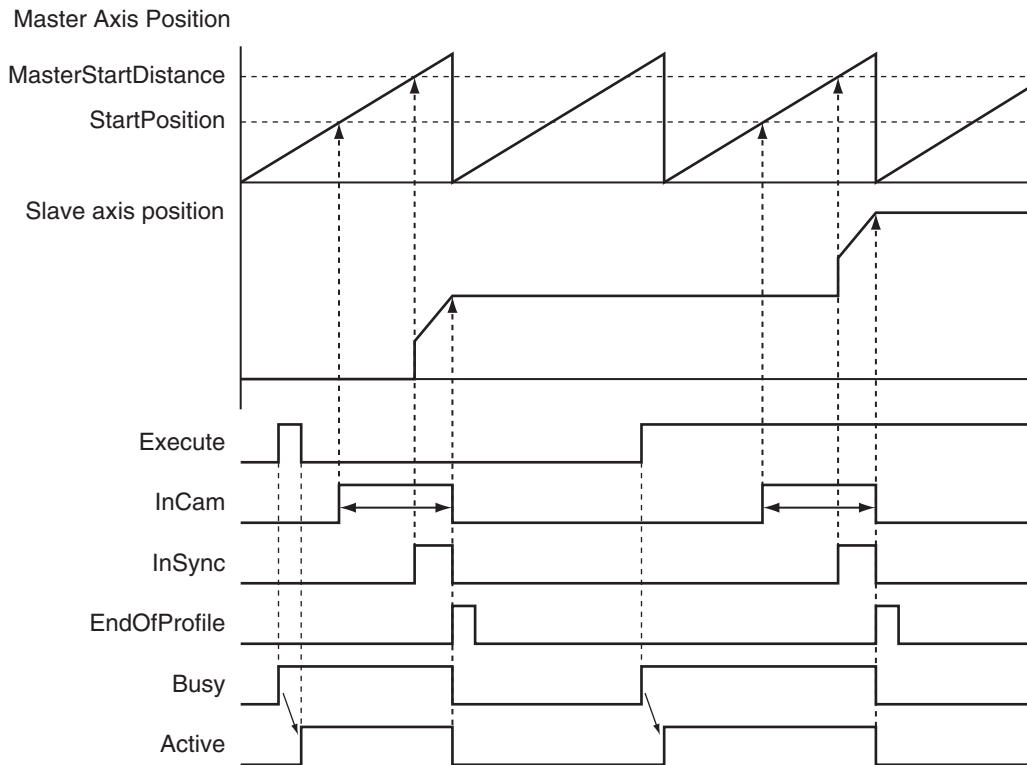 Master Axis Position
MasterStartDistance
StartPosition
Slave axis position
Execute
InCam
InSync
EndOfProfile
Busy
Active